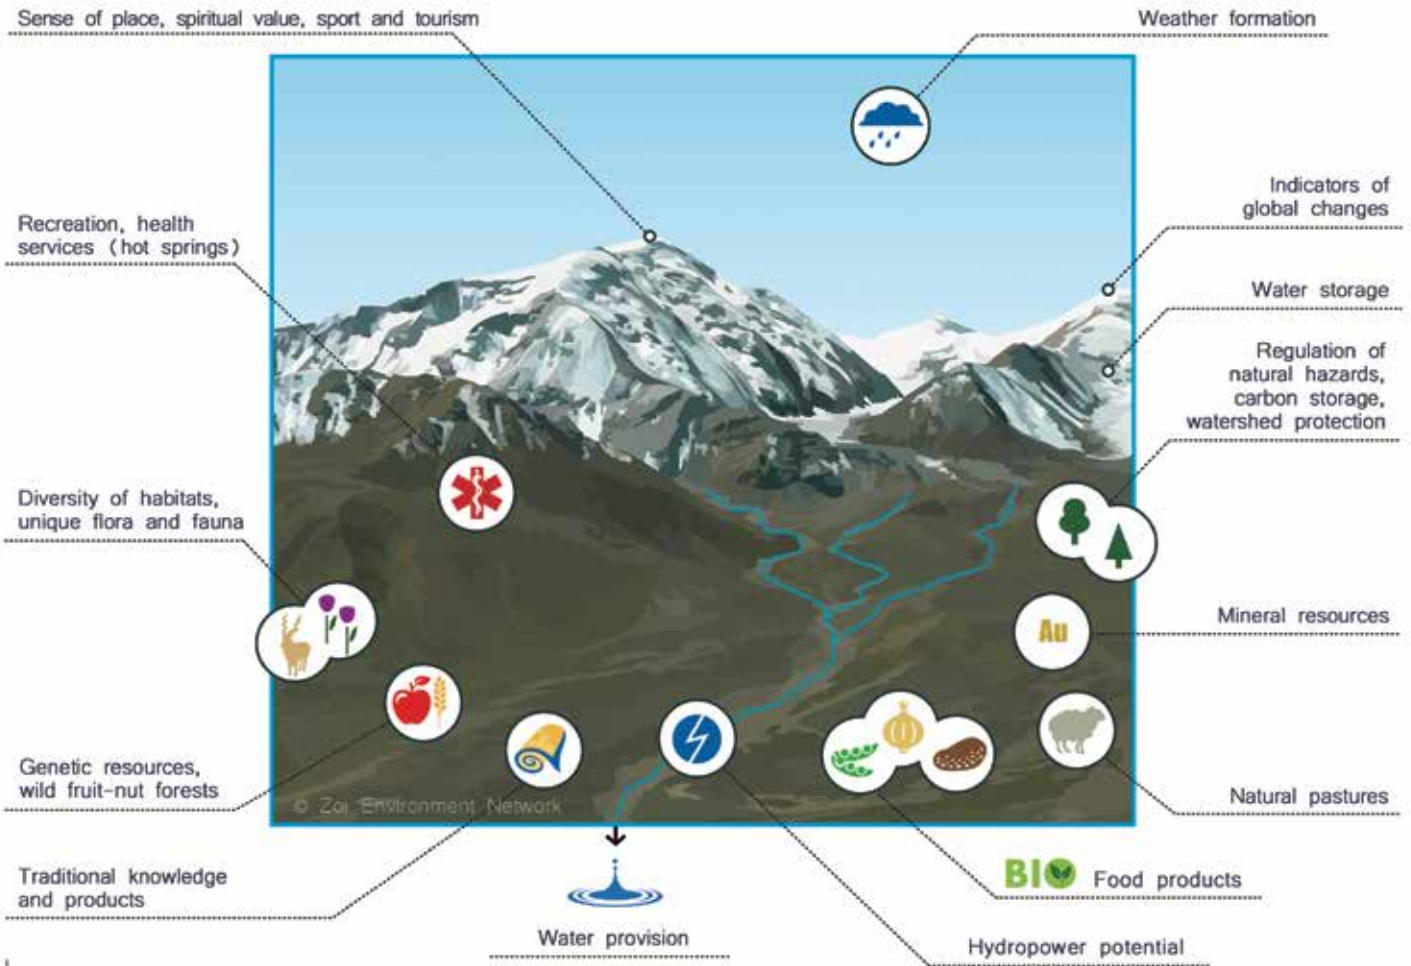 Sense of place, spiritual value, sport and tourism
Weather formation
Indicators of
global changes
Recreation, health
services (hot springs)
Water storage
Regulation of
natural hazards,
carbon storage,
watershed protection
Diversity of habitats,
unique flora and fauna
Mineral resources
Au
Genetic resources,
wild fruit-nut forests
Natural pastures
© Zoï Environment Network
Traditional knowledge
and products
BIO Food products
Water provision
Hydropower potential